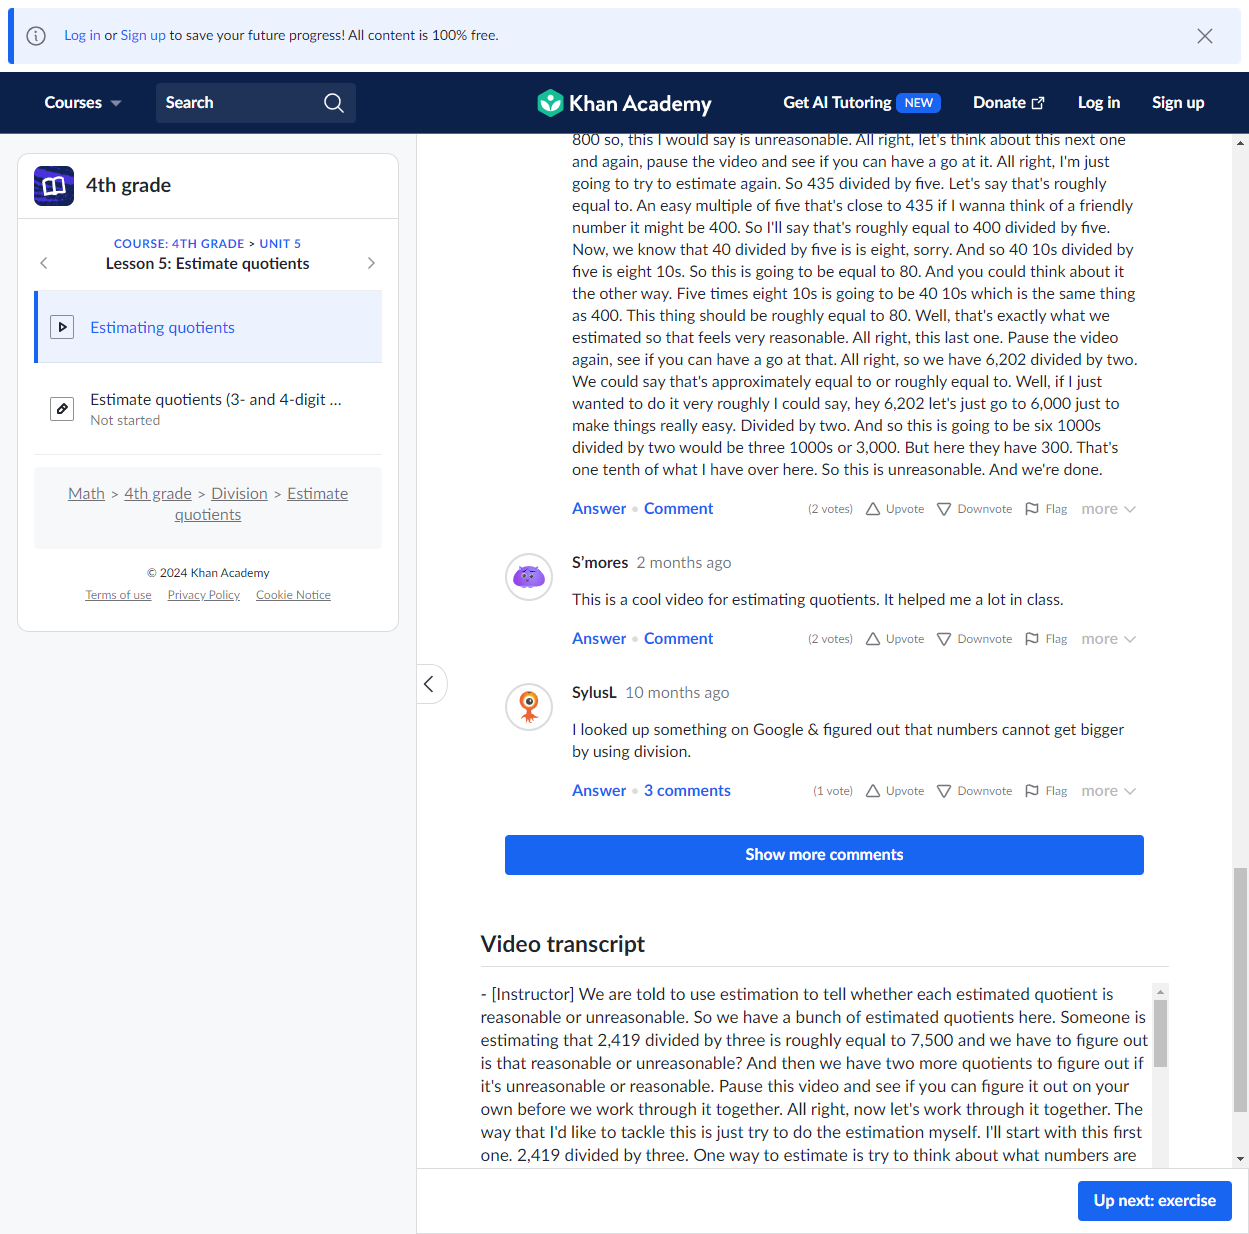 Log in or Sign up to save your future progress! All content is 100% free.
Courses
Search
Khan Academy
Get AI Tutoring NEW
Donate
Log in
Sign up
4th grade
COURSE: 4TH GRADE > UNIT 5
Lesson 5: Estimate quotients
Estimating quotients
Estimate quotients (3- and 4-digit ...
Not started
Math > 4th grade > Division > Estimate
quotients
© 2024 Khan Academy
Terms of use Privacy Policy Cookie Notice
800 so, this I would say is unreasonable. All right, let's think about this next one
and again, pause the video and see if you can have a go at it. All right, I'm just
going to try to estimate again. So 435 divided by five. Let's say that's roughly
equal to. An easy multiple of five that's close to 435 if I wanna think of a friendly
number it might be 400. So I'll say that's roughly equal to 400 divided by five.
Now, we know that 40 divided by five is is eight, sorry. And so 40 10s divided by
five is eight 10s. So this is going to be equal to 80. And you could think about it
the other way. Five times eight 10s is going to be 40 10s which is the same thing
as 400. This thing should be roughly equal to 80. Well, that's exactly what we
estimated so that feels very reasonable. All right, this last one. Pause the video
again, see if you can have a go at that. All right, so we have 6,202 divided by two.
We could say that's approximately equal to or roughly equal to. Well, if I just
wanted to do it very roughly I could say, hey 6,202 let's just go to 6,000 just to
make things really easy. Divided by two. And so this is going to be six 1000s
divided by two would be three 1000s or 3,000. But here they have 300. That's
one tenth of what I have over here. So this is unreasonable. And we're done.
Answer • Comment (2 votes) Upvote Downvote Flag more
S'mores 2 months ago
This is a cool video for estimating quotients. It helped me a lot in class.
Answer • Comment (2 votes) Upvote Downvote Flag more
SylusL 10 months ago
I looked up something on Google & figured out that numbers cannot get bigger
by using division.
Answer • 3 comments (1 vote) Upvote Downvote Flag more
Show more comments
Video transcript
- [Instructor] We are told to use estimation to tell whether each estimated quotient is
reasonable or unreasonable. So we have a bunch of estimated quotients here. Someone is
estimating that 2,419 divided by three is roughly equal to 7,500 and we have to figure out
is that reasonable or unreasonable? And then we have two more quotients to figure out if
it's unreasonable or reasonable. Pause this video and see if you can figure it out on your
own before we work through it together. All right, now let's work through it together. The
way that I'd like to tackle this is just try to do the estimation myself. I'll start with this first
one. 2,419 divided by three. One way to estimate is try to think about what numbers are
Up next: exercise